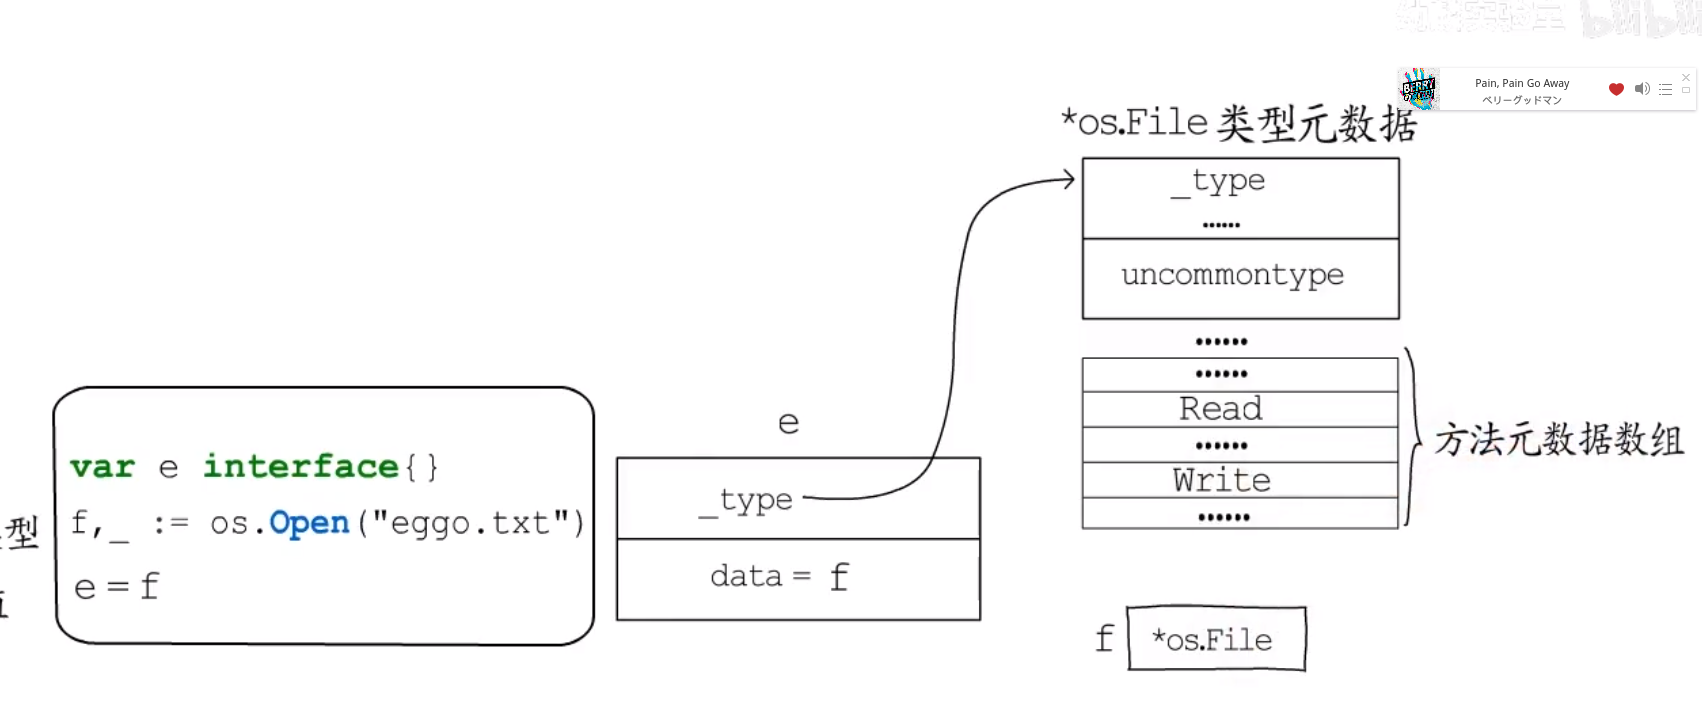 Pain, Pain Go Away
ベリーグッドマン
*os.File 类型元数据
_type
......
uncommontype
......
......
Read
......
Write
......
方法元数据数组
e
_type
data = f
var e interface{}
f,_ := os.Open("eggo.txt")
e = f
型
f
*os.File